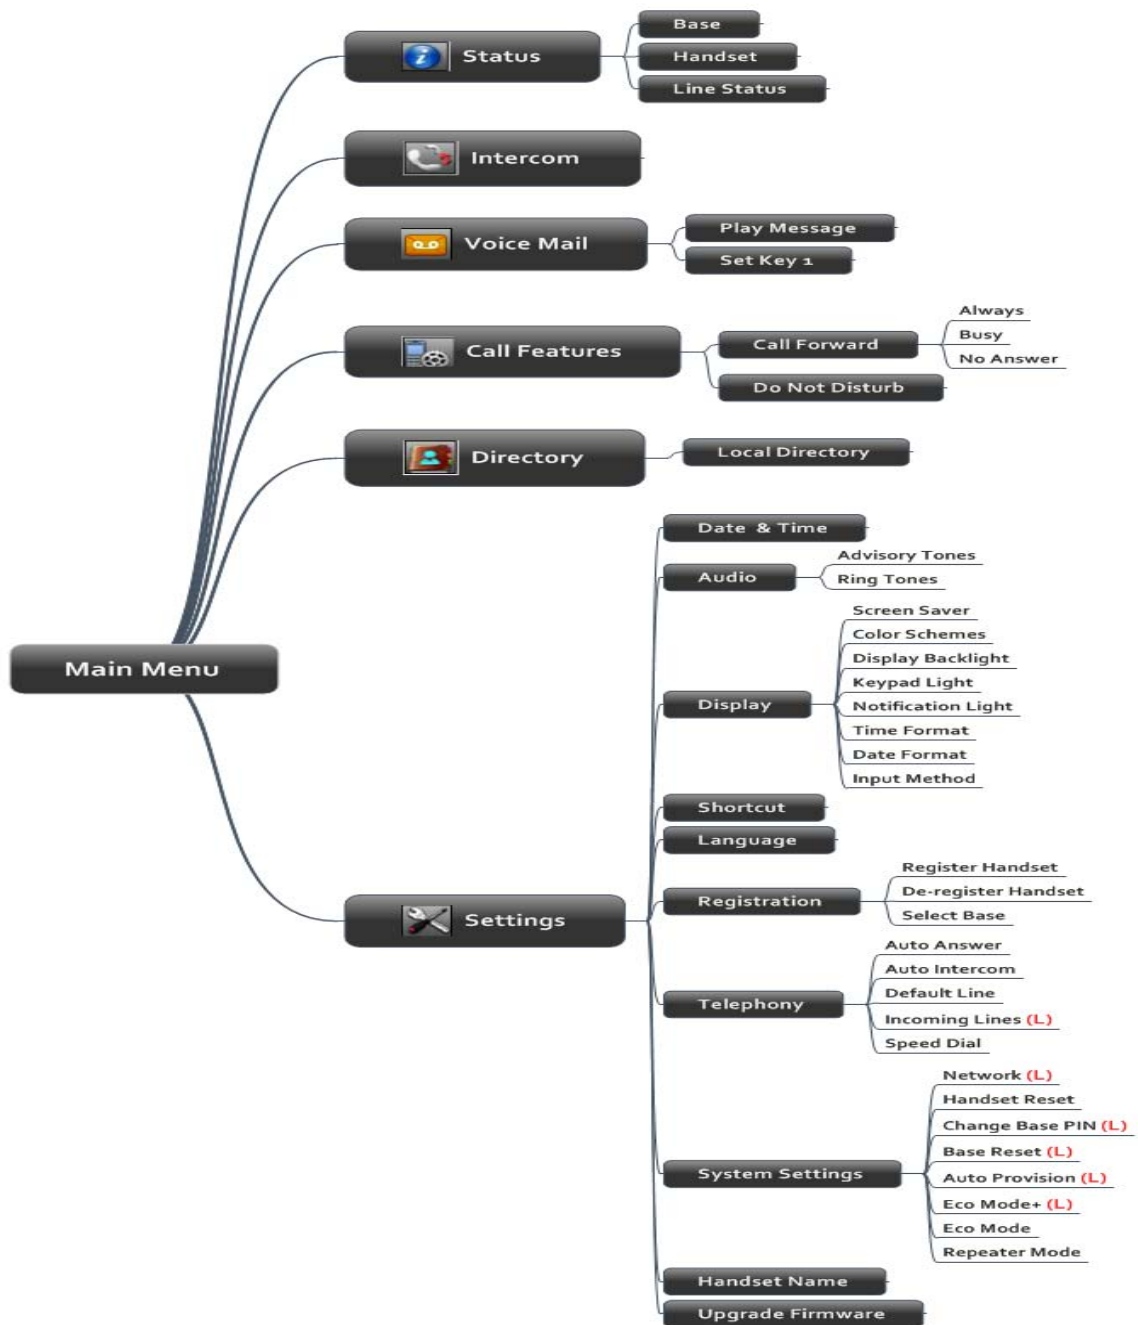 Main Menu
Status
Base
Handset
Line Status
Intercom
Voice Mail
Play Message
Set Key 1
Call Features
Call Forward
Always
Busy
No Answer
Do Not Disturb
Directory
Local Directory
Settings
Date & Time
Audio
Advisory Tones
Ring Tones
Display
Screen Saver
Color Schemes
Display Backlight
Keypad Light
Notification Light
Time Format
Date Format
Input Method
Shortcut
Language
Registration
Register Handset
De-register Handset
Select Base
Telephony
Auto Answer
Auto Intercom
Default Line
Incoming Lines (L)
Speed Dial
System Settings
Network (L)
Handset Reset
Change Base PIN (L)
Base Reset (L)
Auto Provision (L)
Eco Mode+ (L)
Eco Mode
Repeater Mode
Handset Name
Upgrade Firmware